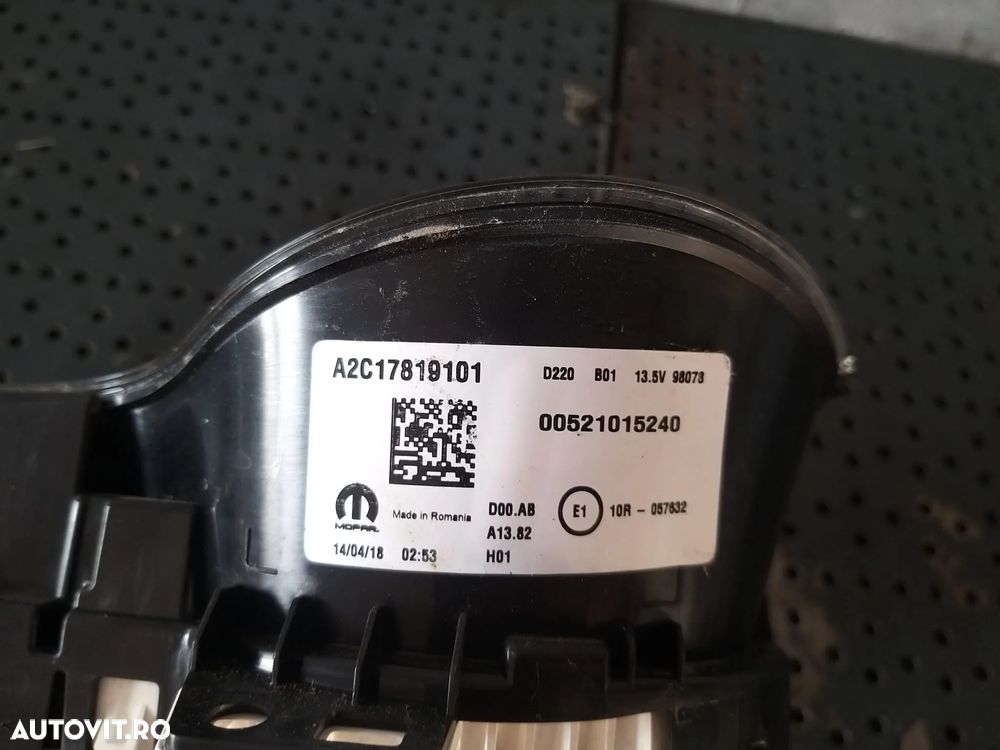 A2C17819101 D220 B01 13.5V 98073
00521015240
MOPAR Made in Romania D00.AB E1 10R - 057632
A13.82
14/04/18 02:53 H01
AUTOVIT.RO